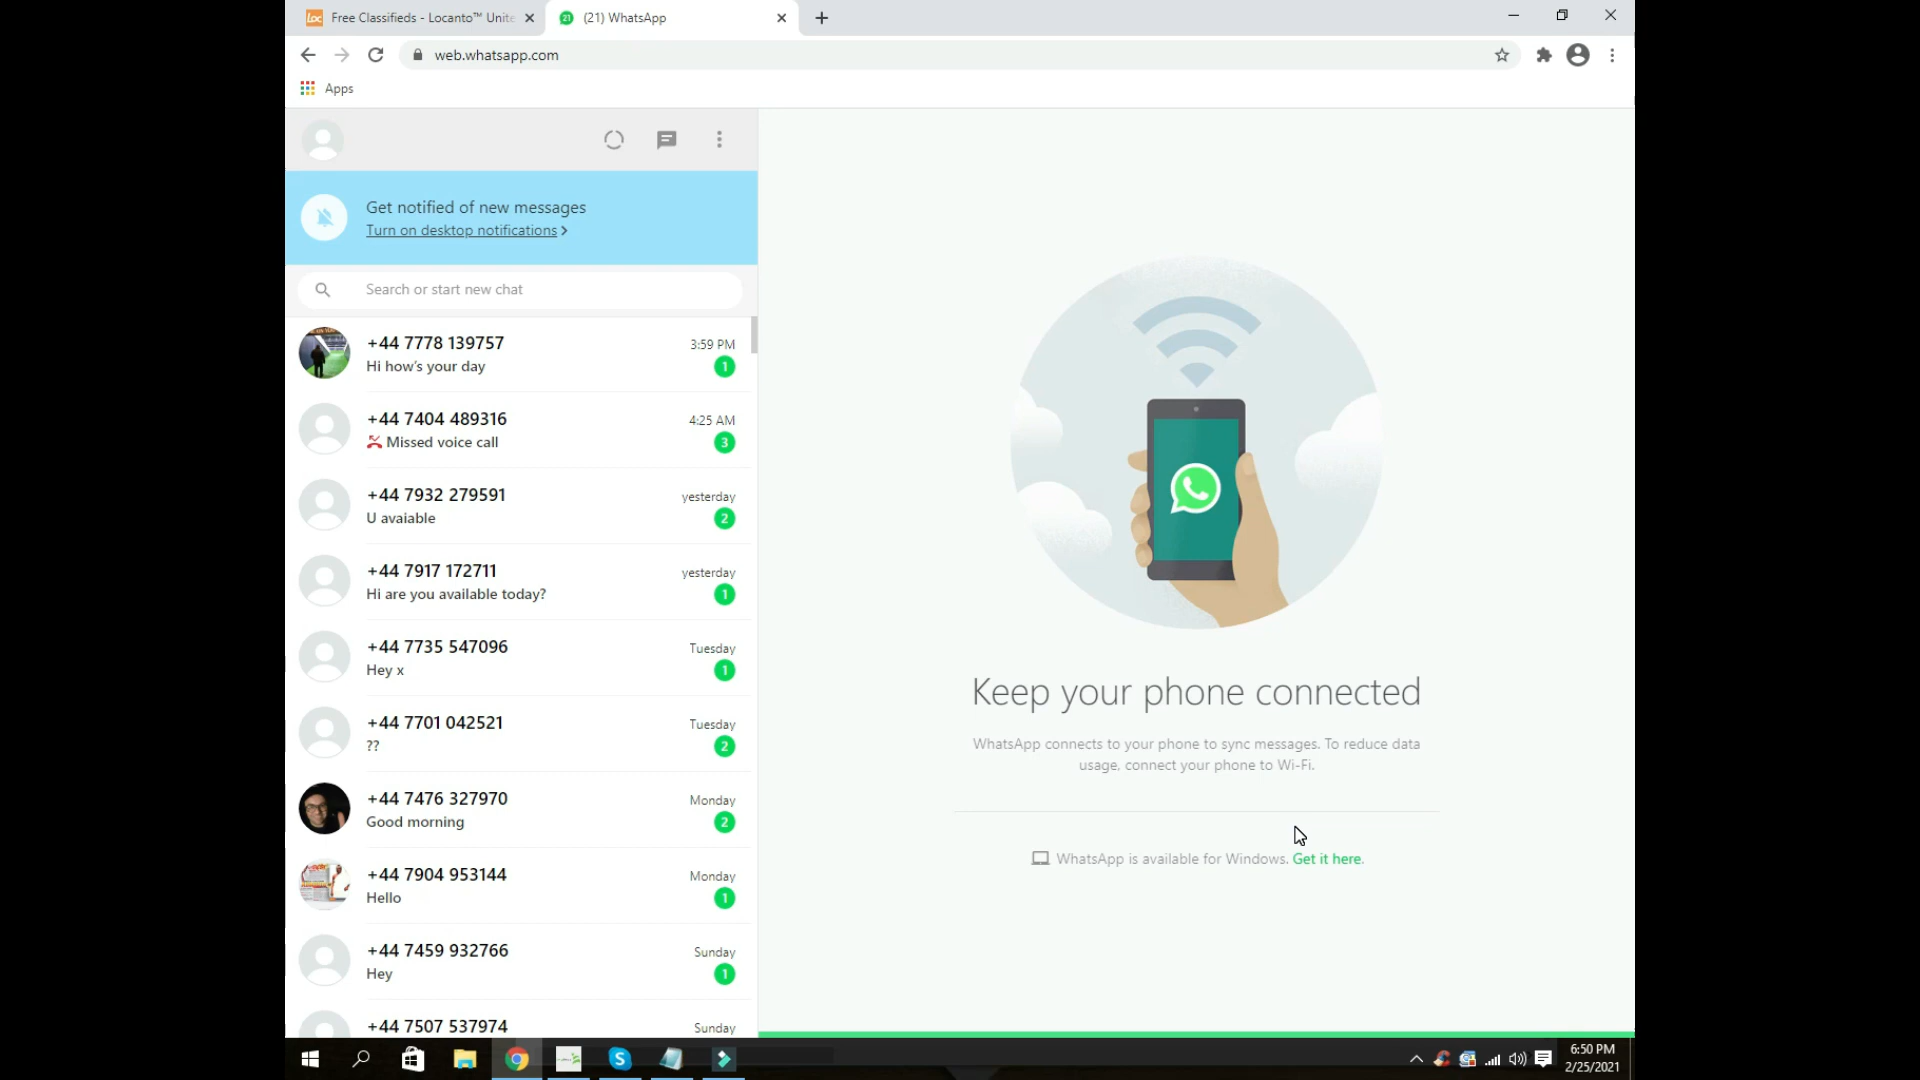 Free Classifieds - Locanto™ Unite
(21) WhatsApp
web.whatsapp.com
Apps
Get notified of new messages
Turn on desktop notifications >
Search or start new chat
+44 7778 139757
3:59 PM
Hi how's your day
1
+44 7404 489316
4:25 AM
Missed voice call
3
+44 7932 279591
yesterday
U avaiable
2
+44 7917 172711
yesterday
Hi are you available today?
1
+44 7735 547096
Tuesday
Hey x
1
+44 7701 042521
Tuesday
??
2
+44 7476 327970
Monday
Good morning
2
+44 7904 953144
Monday
Hello
1
+44 7459 932766
Sunday
Hey
1
+44 7507 537974
Sunday
Keep your phone connected
WhatsApp connects to your phone to sync messages. To reduce data
usage, connect your phone to Wi-Fi.
WhatsApp is available for Windows. Get it here.
6:50 PM
2/25/2021